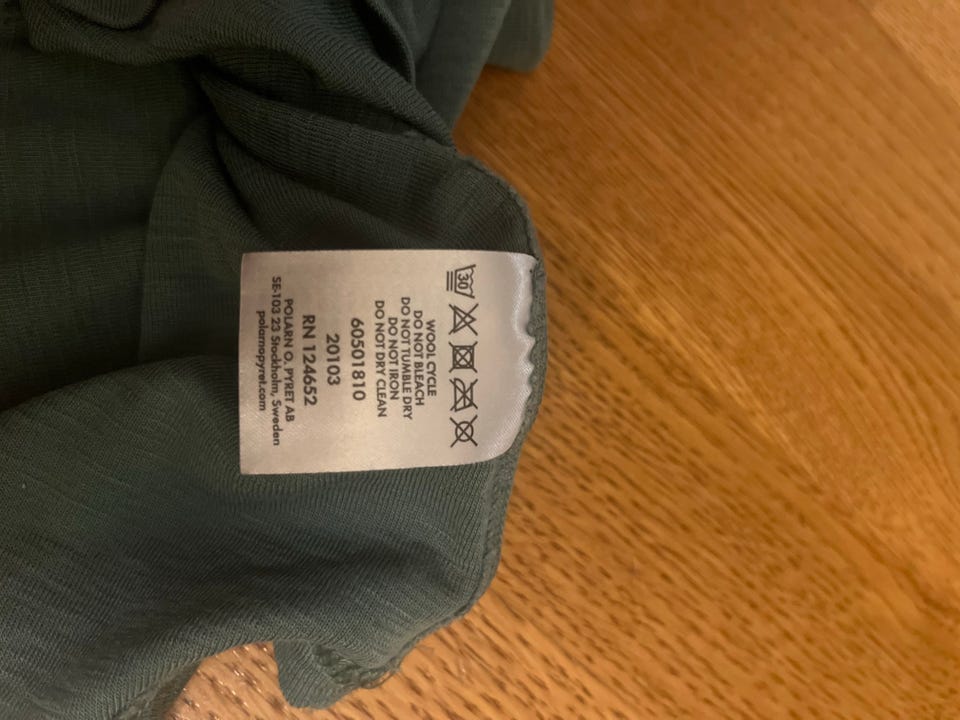 30
WOOL CYCLE
DO NOT BLEACH
DO NOT TUMBLE DRY
DO NOT IRON
DO NOT DRY CLEAN
60501810
20103
RN 124652
POLARN O. PYRET AB
SE-103 23 Stockholm, Sweden
polarnopyret.com